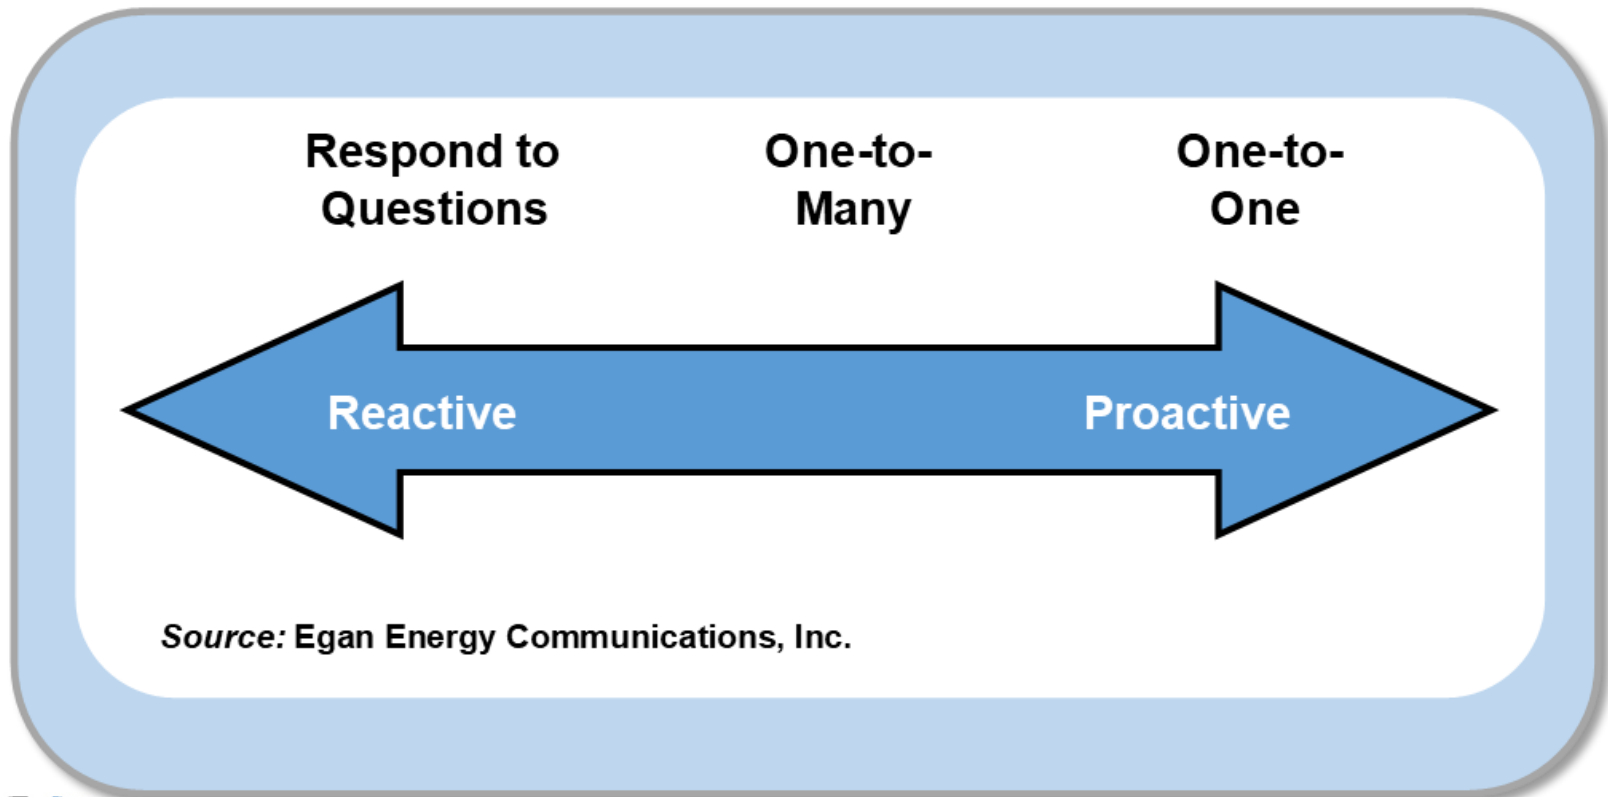 Respond to
Questions
One-to-
Many
One-to-
One
Reactive
Proactive
Source: Egan Energy Communications, Inc.